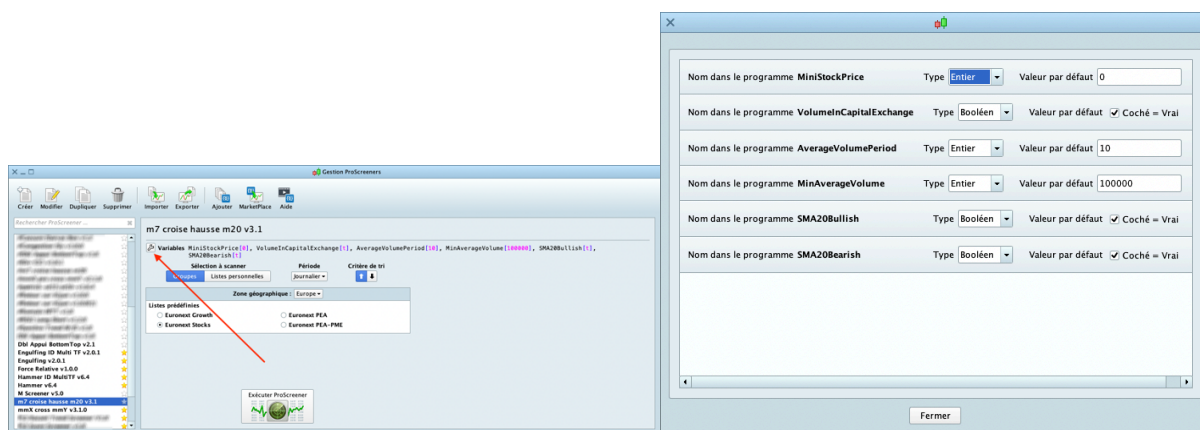 Gestion ProScreeners
Créer Modifier Dupliquer Supprimer Importer Exporter Ajouter MarketPlace Aide
Rechercher ProScreener ...
Dbl Appui BottomTop v2.1
Engulfing ID Multi TF v2.0.1
Engulfing v2.0.1
Force Relative v1.0.0
Hammer ID MultiTF v6.4
Hammer v6.4
M Screener v5.0
m7 croise hausse m20 v3.1
mmX cross mmY v3.1.0
m7 croise hausse m20 v3.1
Variables MiniStockPrice[0], VolumeInCapitalExchange[t], AverageVolumePeriod[10], MinAverageVolume[100000], SMA20Bullish[t],
SMA20Bearish[t]
Sélection à scanner Période Critère de tri
Groupes Listes personnelles Journalier
Zone géographique : Europe
Listes prédéfinies
Euronext Growth Euronext PEA
Euronext Stocks Euronext PEA-PME
Exécuter ProScreener
Nom dans le programme MiniStockPrice Type Entier Valeur par défaut 0
Nom dans le programme VolumeInCapitalExchange Type Booléen Valeur par défaut Coché = Vrai
Nom dans le programme AverageVolumePeriod Type Entier Valeur par défaut 10
Nom dans le programme MinAverageVolume Type Entier Valeur par défaut 100000
Nom dans le programme SMA20Bullish Type Booléen Valeur par défaut Coché = Vrai
Nom dans le programme SMA20Bearish Type Booléen Valeur par défaut Coché = Vrai
Fermer